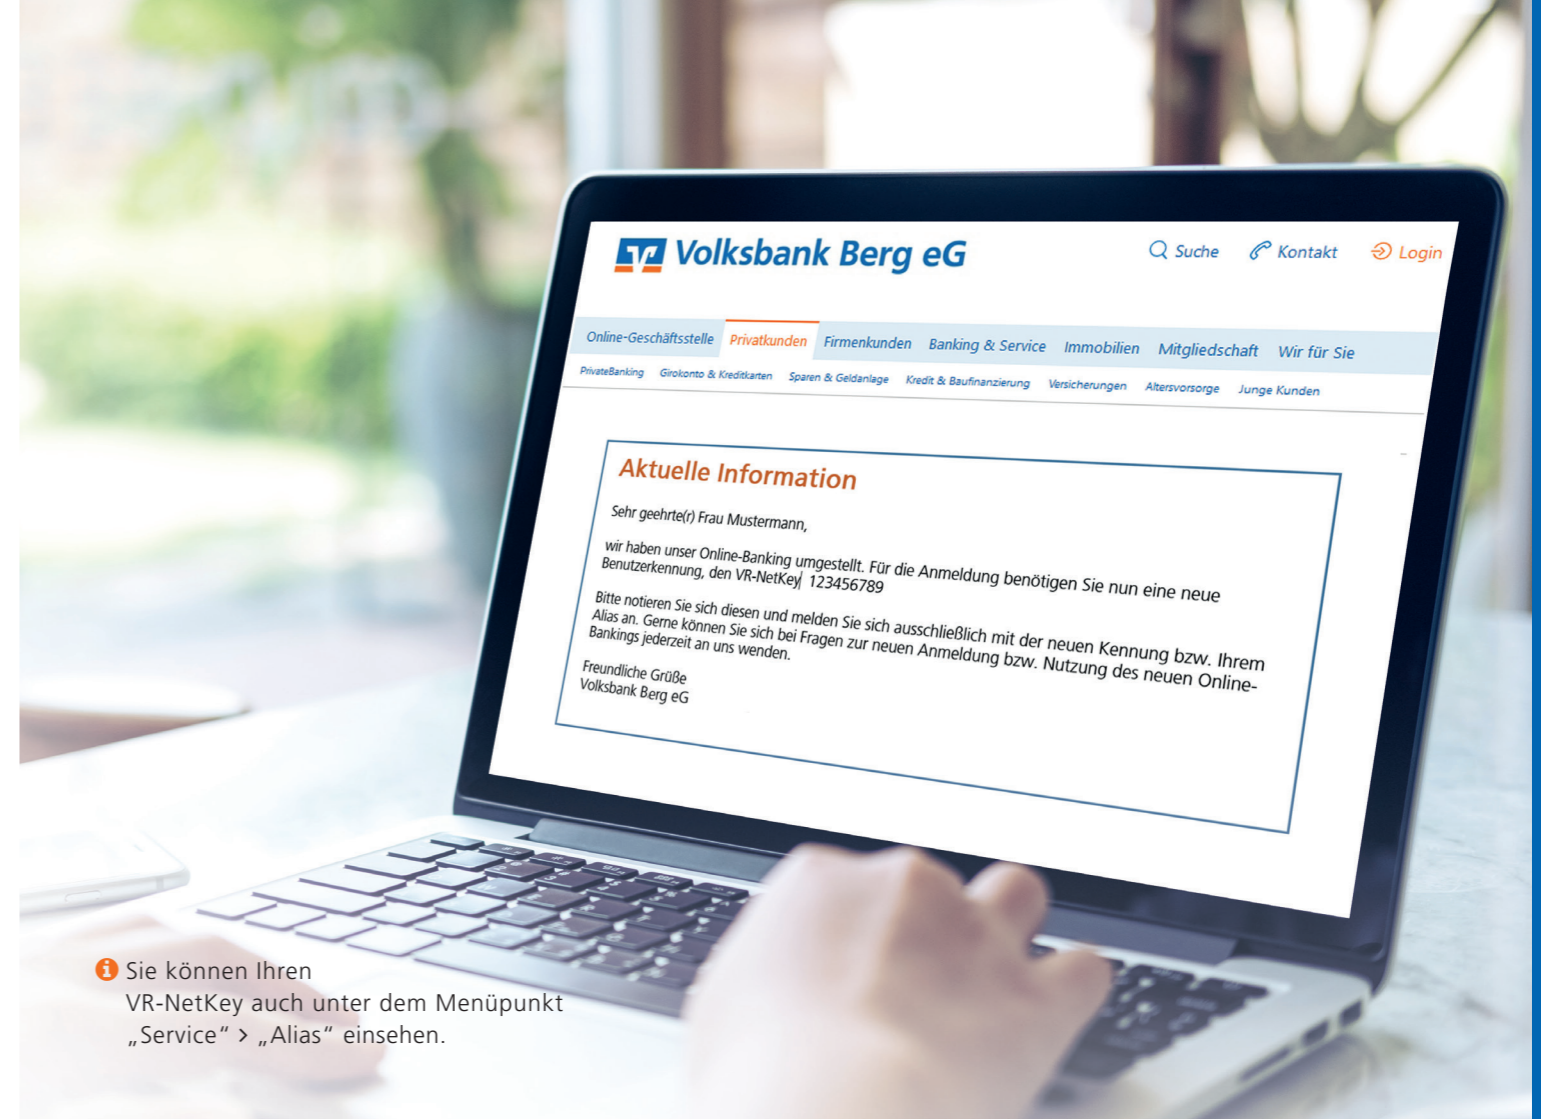 Volksbank Berg eG
Suche Kontakt Login
Online-Geschäftsstelle Privatkunden Firmenkunden Banking & Service Immobilien Mitgliedschaft Wir für Sie
PrivateBanking Girokonto & Kreditkarten Sparen & Geldanlage Kredit & Baufinanzierung Versicherungen Altersvorsorge Junge Kunden
Aktuelle Information
Sehr geehrte(r) Frau Mustermann,
wir haben unser Online-Banking umgestellt. Für die Anmeldung benötigen Sie nun eine neue
Benutzerkennung, den VR-NetKey| 123456789
Bitte notieren Sie sich diesen und melden Sie sich ausschließlich mit der neuen Kennung bzw. Ihrem
Alias an. Gerne können Sie sich bei Fragen zur neuen Anmeldung bzw. Nutzung des neuen Online-
Bankings jederzeit an uns wenden.
Freundliche Grüße
Volksbank Berg eG
Sie können Ihren
VR-NetKey auch unter dem Menüpunkt
„Service“ > „Alias“ einsehen.